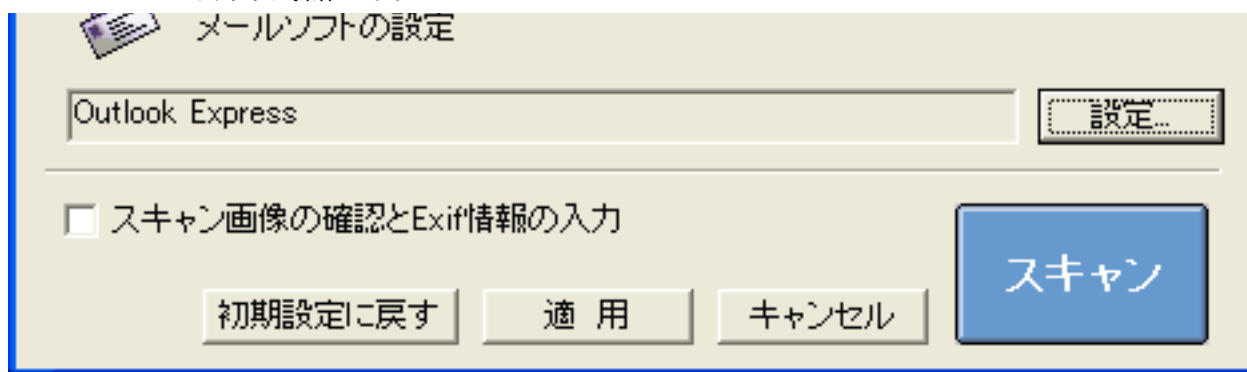 メールソフトの設定
Outlook Express
設定...
スキャン画像の確認とExif情報の入力
スキャン
初期設定に戻す
適 用
キャンセル